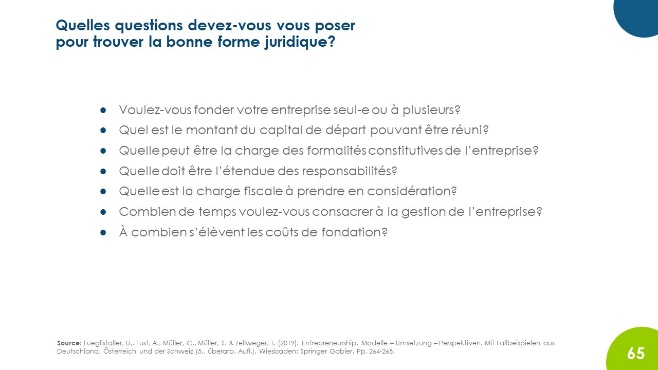 Quelles questions devez-vous vous poser
pour trouver la bonne forme juridique?
● Voulez-vous fonder votre entreprise seul-e ou à plusieurs?
● Quel est le montant du capital de départ pouvant être réuni?
● Quelle peut être la charge des formalités constitutives de l'entreprise?
● Quelle doit être l'étendue des responsabilités?
● Quelle est la charge fiscale à prendre en considération?
● Combien de temps voulez-vous consacrer à la gestion de l'entreprise?
● À combien s'élèvent les coûts de fondation?
Source: Fueglistaller, U., Fust, A., Müller, C., Müller, S. & Zellweger, T. (2019). Entrepreneurship. Modelle – Umsetzung – Perspektiven. Mit Fallbeispielen aus
Deutschland, Österreich und der Schweiz (5., überarb. Aufl.). Wiesbaden: Springer Gabler. Pp. 264-265.
65